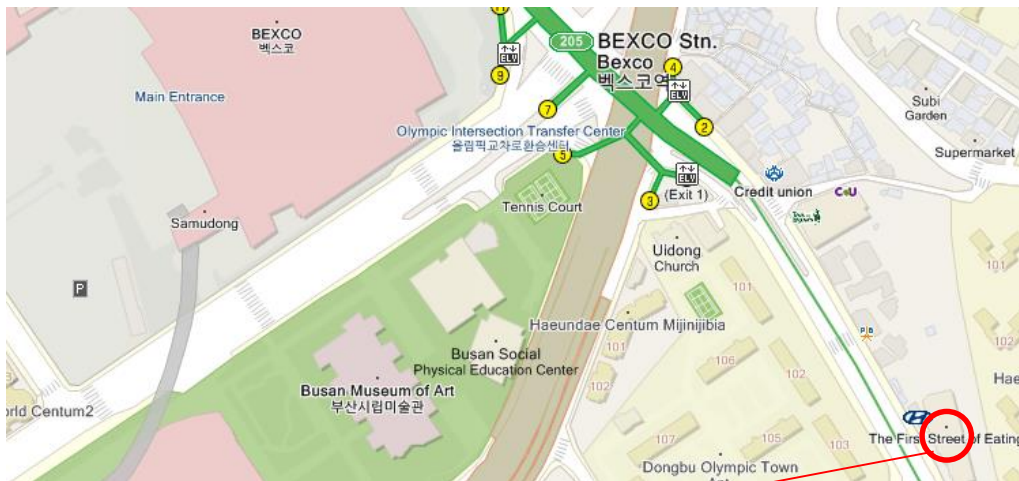 BEXCO
벡스코
Main Entrance
Samudong
P
orld Centum2
11
ELV
9
7
205
BEXCO Stn.
Bexco
벡스코역
4
ELV
2
Olympic Intersection Transfer Center
올림픽교차로환승센터
5
ELV
(Exit 1)
3
Tennis Court
Credit union
CU
Subi
Garden
Supermarket
Uidong
Church
101
101
Haeundae Centum Mijinijibia
101
102
106
102
102
Busan Social
Physical Education Center
Busan Museum of Art
부산시립미술관
P B
Hae
The First Street of Eating
107
105
103
Dongbu Olympic Town